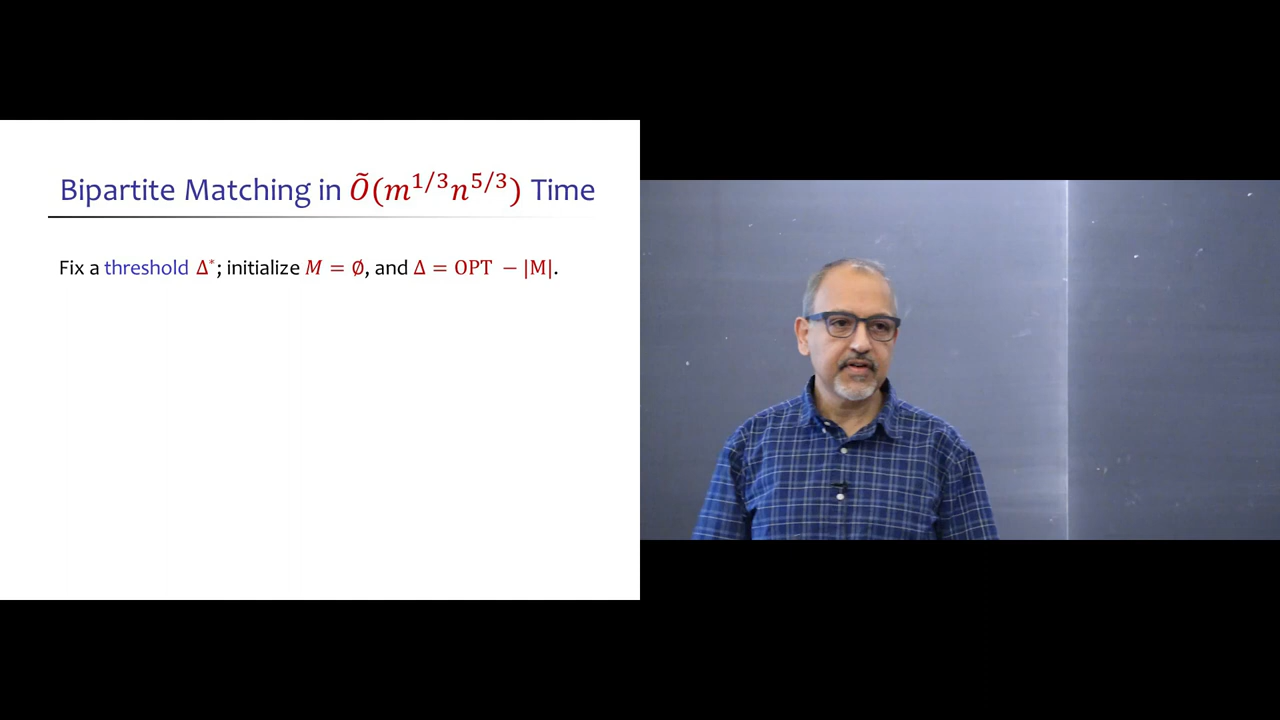 Bipartite Matching in Õ(m^{1/3}n^{5/3}) Time
Fix a threshold Δ*; initialize M = ∅, and Δ = OPT − |M|.